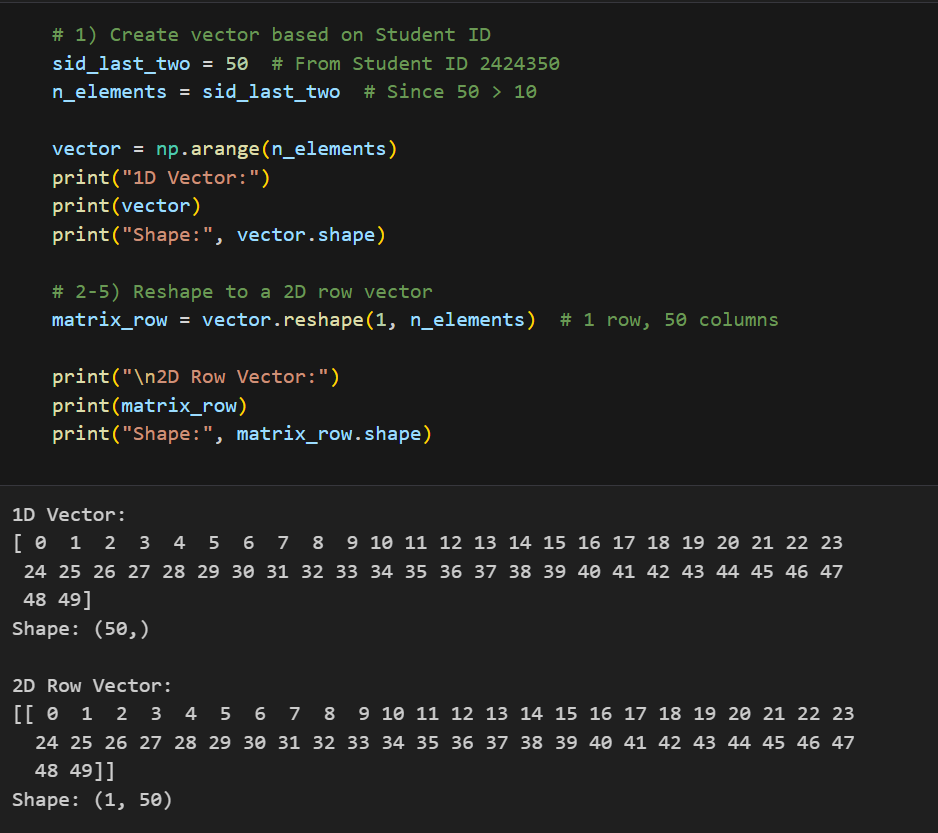 # 1) Create vector based on Student ID
sid_last_two = 50  # From Student ID 2424350
n_elements = sid_last_two  # Since 50 > 10
vector = np.arange(n_elements)
print("1D Vector:")
print(vector)
print("Shape:", vector.shape)
# 2-5) Reshape to a 2D row vector
matrix_row = vector.reshape(1, n_elements)  # 1 row, 50 columns
print("\n2D Row Vector:")
print(matrix_row)
print("Shape:", matrix_row.shape)
1D Vector:
[ 0  1  2  3  4  5  6  7  8  9 10 11 12 13 14 15 16 17 18 19 20 21 22 23
 24 25 26 27 28 29 30 31 32 33 34 35 36 37 38 39 40 41 42 43 44 45 46 47
 48 49]
Shape: (50,)
2D Row Vector:
[[ 0  1  2  3  4  5  6  7  8  9 10 11 12 13 14 15 16 17 18 19 20 21 22 23
  24 25 26 27 28 29 30 31 32 33 34 35 36 37 38 39 40 41 42 43 44 45 46 47
  48 49]]
Shape: (1, 50)